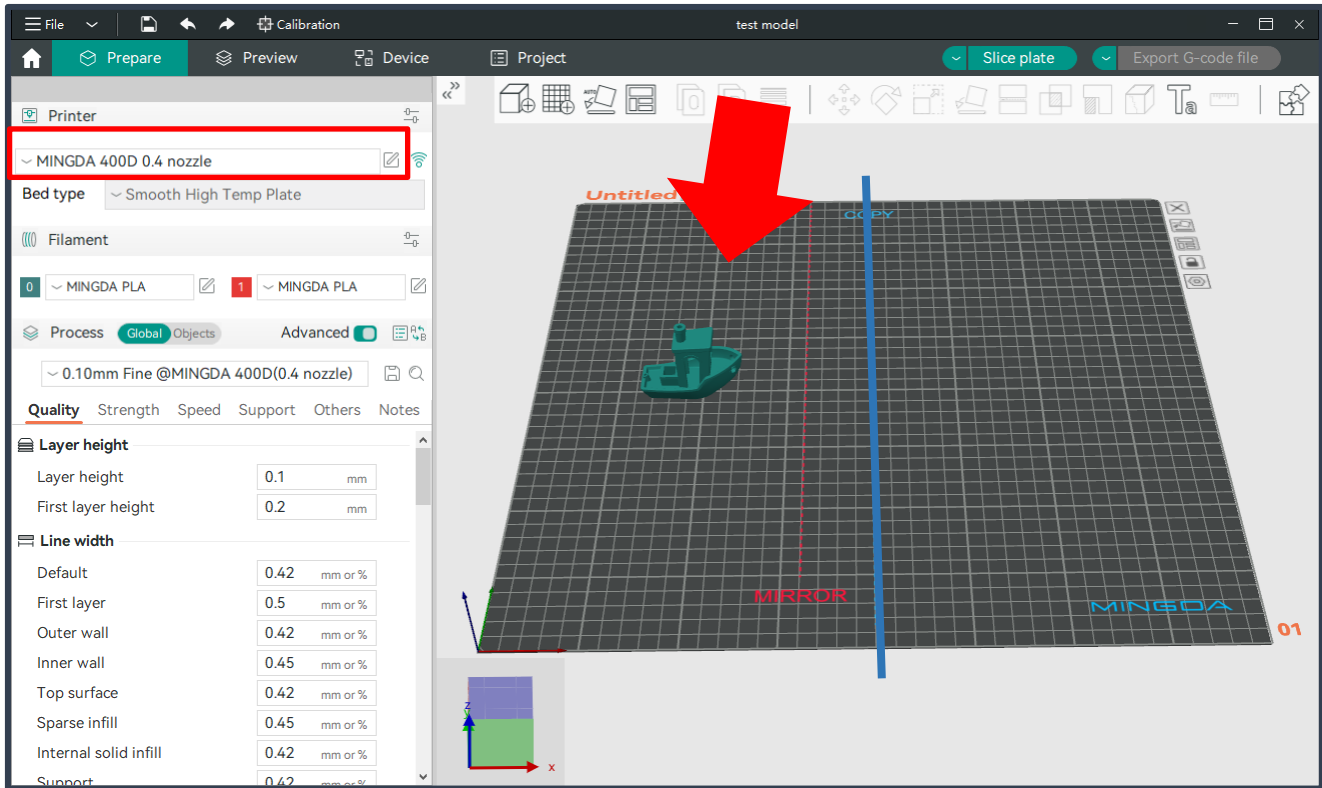 File
Calibration
test model
Prepare
Preview
Device
Project
Slice plate
Export G-code file
Printer
MINGDA 400D 0.4 nozzle
Bed type
Smooth High Temp Plate
Filament
0
MINGDA PLA
1
MINGDA PLA
Process
Global
Objects
Advanced
0.10mm Fine @MINGDA 400D(0.4 nozzle)
Quality
Strength
Speed
Support
Others
Notes
Layer height
Layer height
0.1
mm
First layer height
0.2
mm
Line width
Default
0.42
mm or %
First layer
0.5
mm or %
Outer wall
0.42
mm or %
Inner wall
0.45
mm or %
Top surface
0.42
mm or %
Sparse infill
0.45
mm or %
Internal solid infill
0.42
mm or %
Support
0.42
mm or %
AUTO
Ta
Untitled
COPY
MIRROR
MINGDA
01
z
x